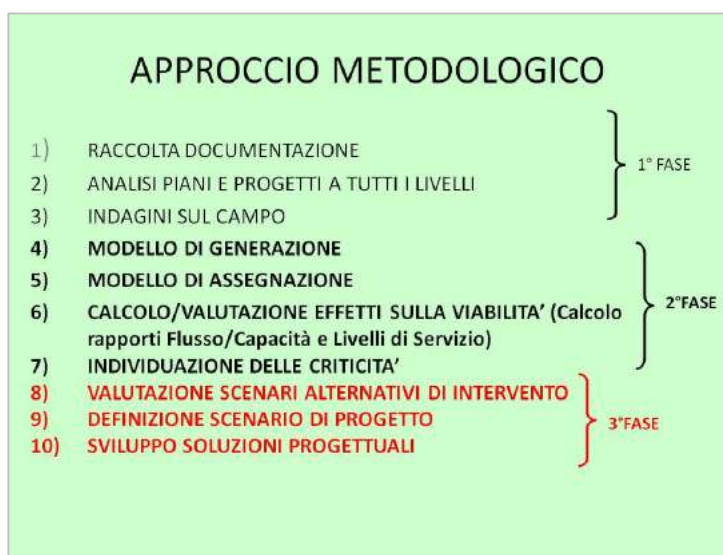 APPROCCIO METODOLOGICO
1) RACCOLTA DOCUMENTAZIONE
2) ANALISI PIANI E PROGETTI A TUTTI I LIVELLI
3) INDAGINI SUL CAMPO
1° FASE
4) MODELLO DI GENERAZIONE
5) MODELLO DI ASSEGNAZIONE
6) CALCOLO/VALUTAZIONE EFFETTI SULLA VIABILITA' (Calcolo
rapporti Flusso/Capacità e Livelli di Servizio)
7) INDIVIDUAZIONE DELLE CRITICITA'
2°FASE
8) VALUTAZIONE SCENARI ALTERNATIVI DI INTERVENTO
9) DEFINIZIONE SCENARIO DI PROGETTO
10) SVILUPPO SOLUZIONI PROGETTUALI
3°FASE